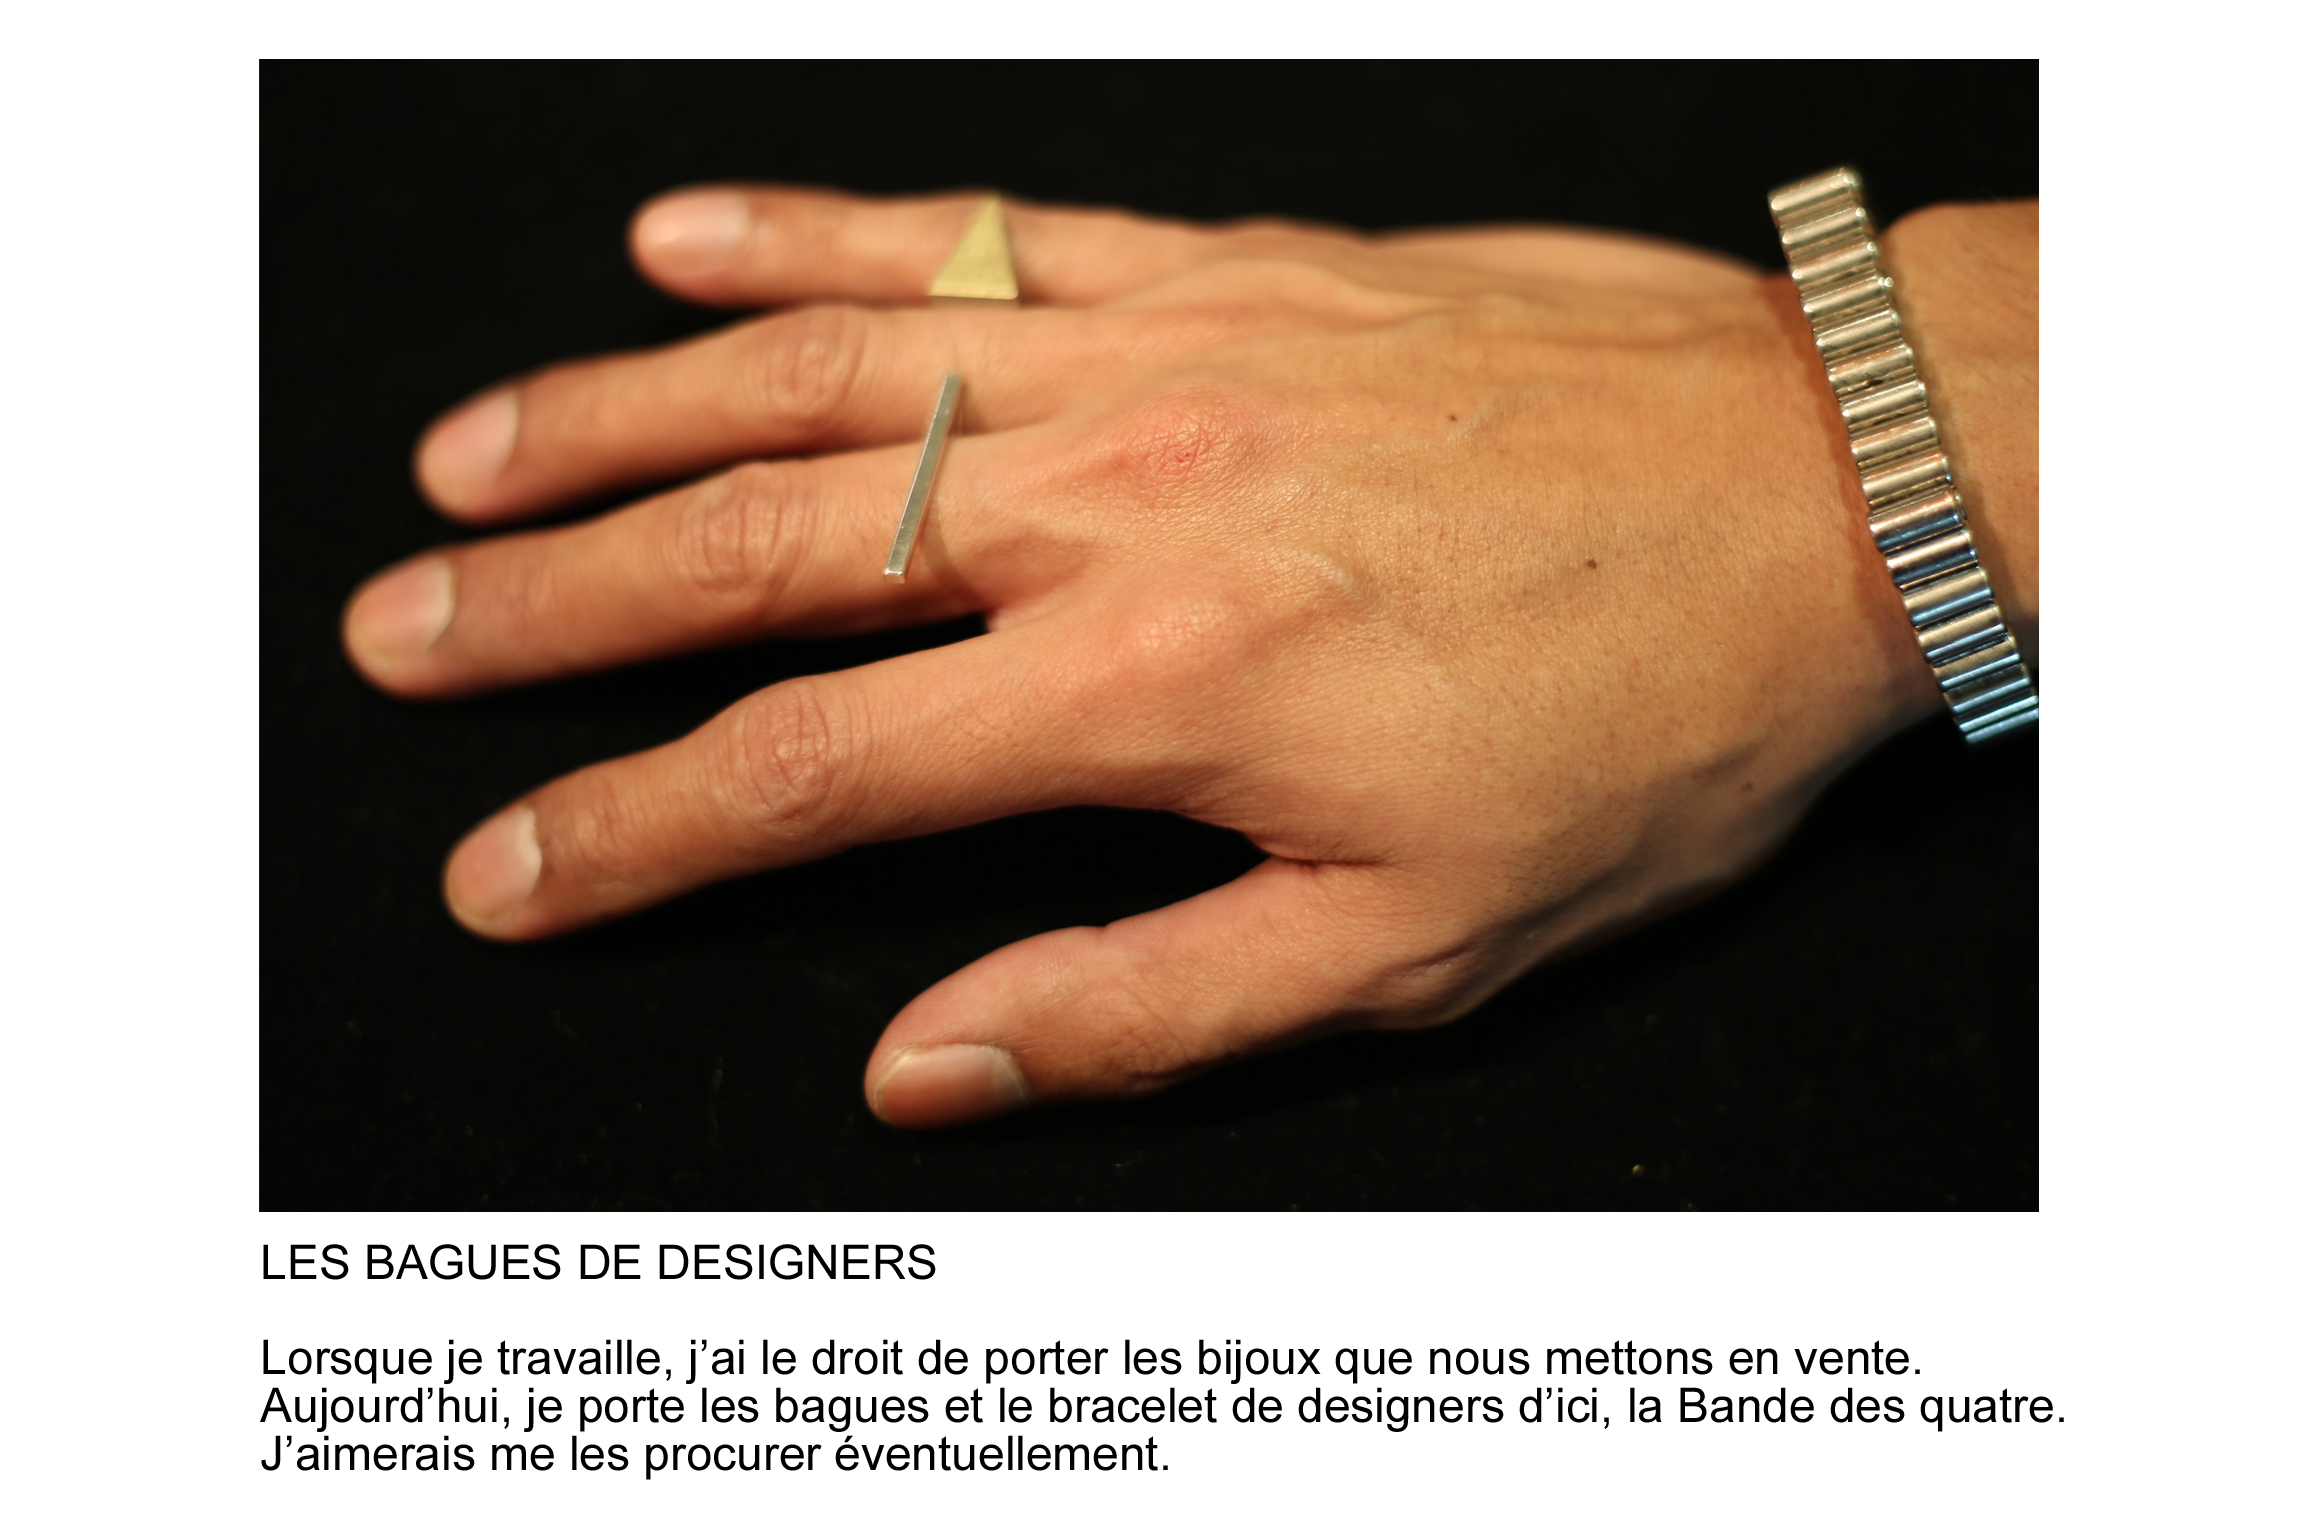 LES BAGUES DE DESIGNERS
Lorsque je travaille, j’ai le droit de porter les bijoux que nous mettons en vente.
Aujourd’hui, je porte les bagues et le bracelet de designers d’ici, la Bande des quatre.
J’aimerais me les procurer éventuellement.